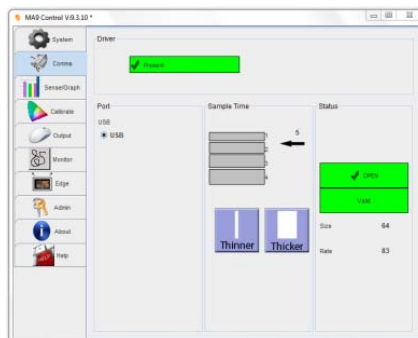 MA9 Control V:9.3.10 *
System
Comms
Sense/Graph
Calibrate
Output
Monitor
Edge
Admin
About
Help
Driver
Present
Port
USB
USB
Sample Time
1
2
3
4
5
Thinner
Thicker
Status
OPEN
Valid
Size 64
Rate 83